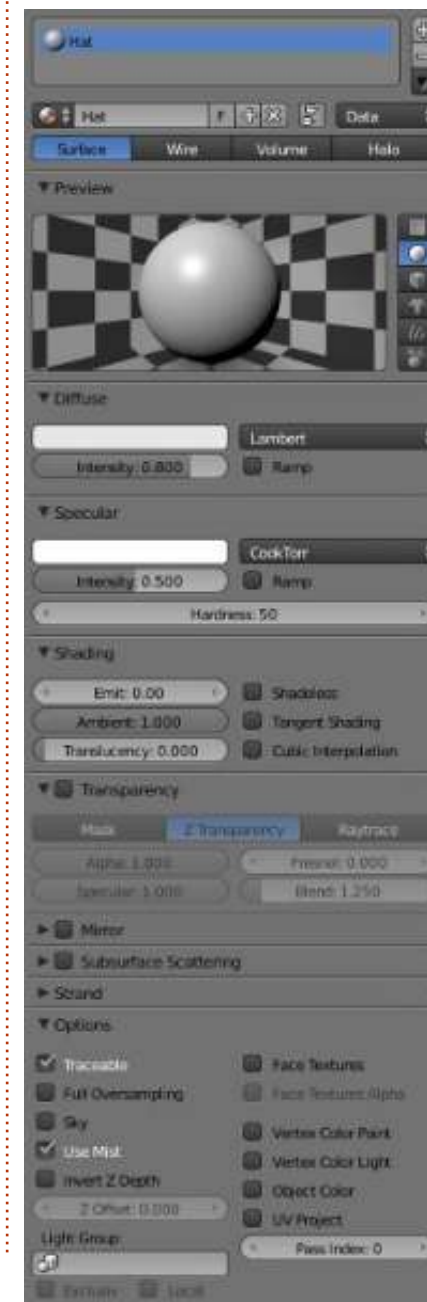 Hat
Hat F Data
Surface Wire Volume Halo
Preview
Diffuse
Lambert
Intensity: 0.800 Ramp
Specular
CookTorr
Intensity: 0.500 Ramp
Hardness: 50
Shading
Emit: 0.00 Shadeless
Ambient: 1.000 Tangent Shading
Translucency: 0.000 Cubic Interpolation
Transparency
Mask Z Transparency Raytrace
Alpha: 1.000 Fresnel: 0.000
Specular: 1.000 Blend: 1.250
Mirror
Subsurface Scattering
Strand
Options
Traceable Face Textures
Full Oversampling Face Textures Alpha
Sky Vertex Color Paint
Use Mist Vertex Color Light
Invert Z Depth Object Color
Z Offset: 0.000 UV Project
Light Group: Pass Index: 0
Exclusive Local